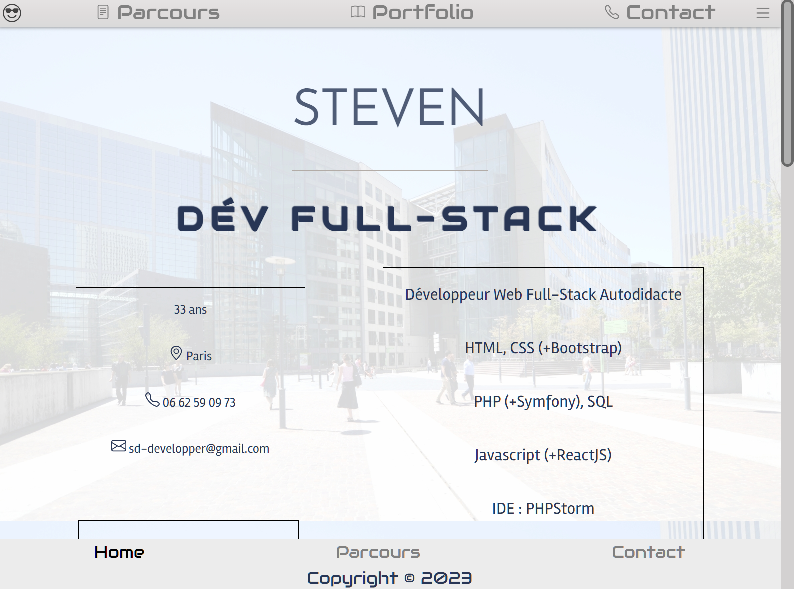 Parcours Portfolio Contact
STEVEN
DÉV FULL-STACK
33 ans
Paris
06 62 59 09 73
sd-developper@gmail.com
Développeur Web Full-Stack Autodidacte
HTML, CSS (+Bootstrap)
PHP (+Symfony), SQL
Javascript (+ReactJS)
IDE : PHPStorm
Home Parcours Contact
Copyright © 2023